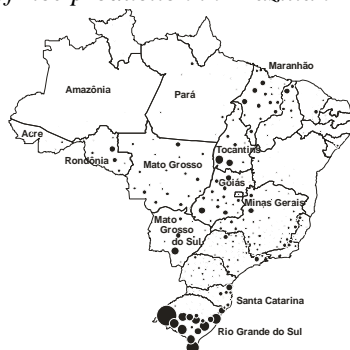 Maranhão
Amazônia
Pará
Acre
Tocantins
Rondônia
Mato Grosso
Goiás
Minas Gerais
Mato
Grosso
do Sul
Santa Catarina
Rio Grande do Sul